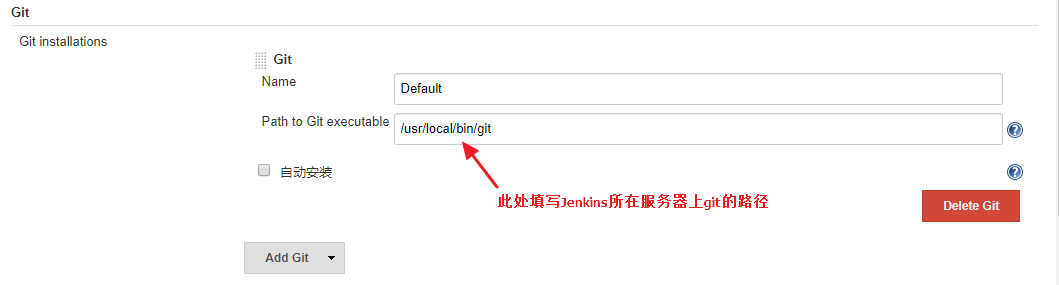 Git
Git installations
Git
Name
Default
Path to Git executable
/usr/local/bin/git
?
自动安装
?
此处填写Jenkins所在服务器上git的路径
Delete Git
Add Git